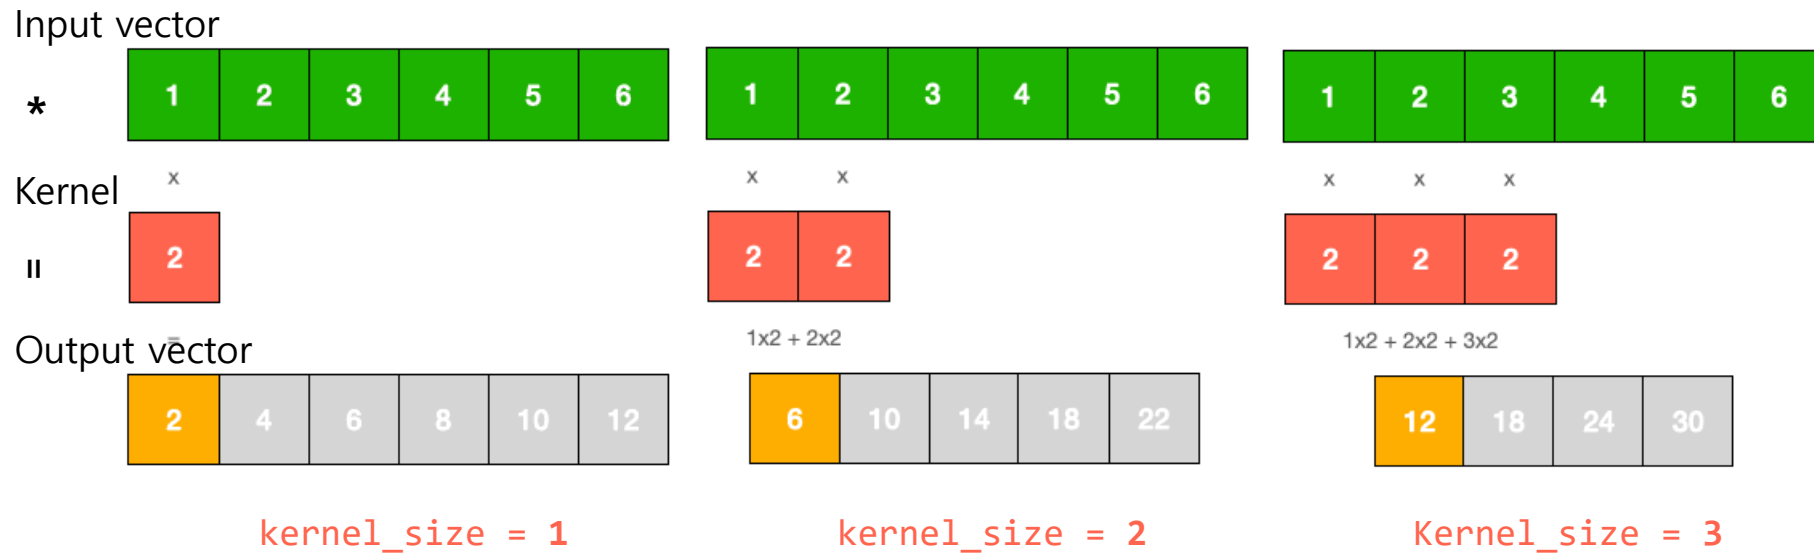 Input vector
1 2 3 4 5 6 1 2 3 4 5 6 1 2 3 4 5 6
*
x x x x x x
Kernel
2 2 2 2 2 2
=
1x2 + 2x2 1x2 + 2x2 + 3x2
=
Output vector
2 4 6 8 10 12 6 10 14 18 22 12 18 24 30
kernel_size = 1 kernel_size = 2 Kernel_size = 3